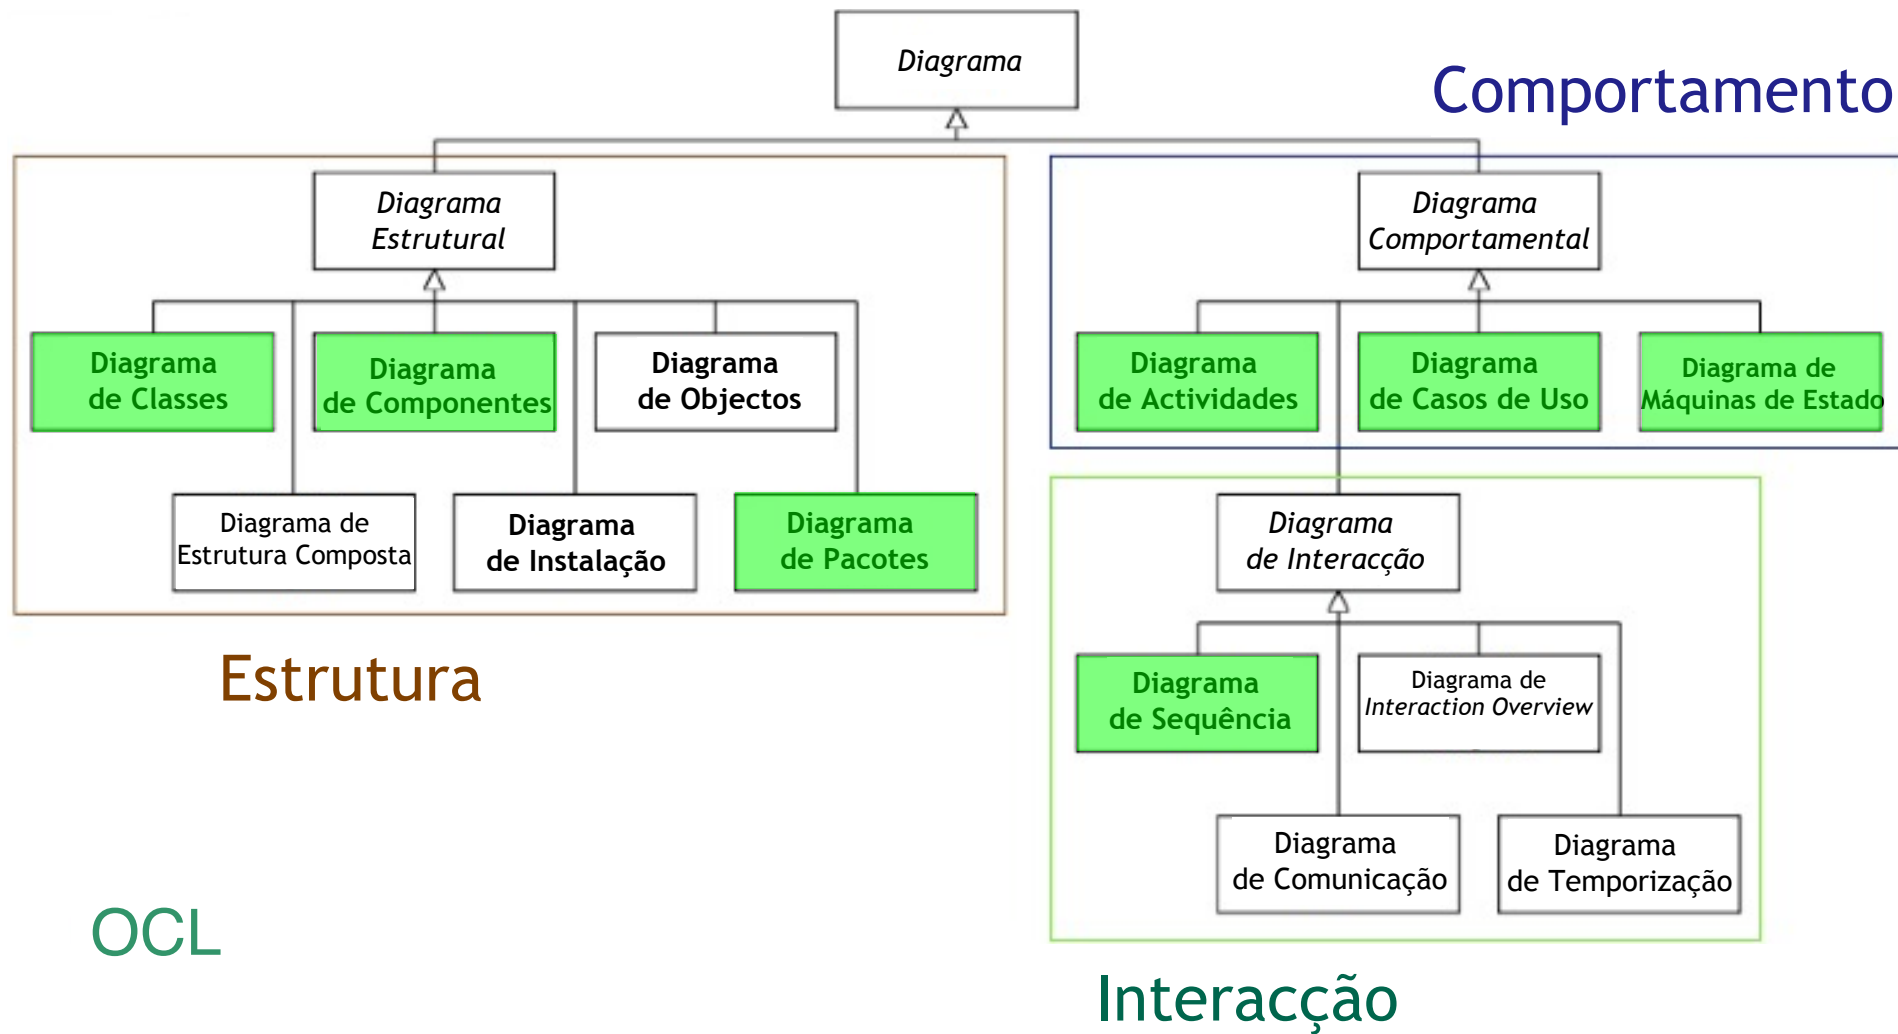 Diagrama
Comportamento
Diagrama
Estrutural
Diagrama
Comportamental
Diagrama
de Classes
Diagrama
de Componentes
Diagrama
de Objectos
Diagrama
de Actividades
Diagrama
de Casos de Uso
Diagrama de
Máquinas de Estado
Diagrama de
Estrutura Composta
Diagrama
de Instalação
Diagrama
de Pacotes
Diagrama
de Interacção
Estrutura
Diagrama
de Sequência
Diagrama de
Interaction Overview
Diagrama
de Comunicação
Diagrama
de Temporização
OCL
Interacção